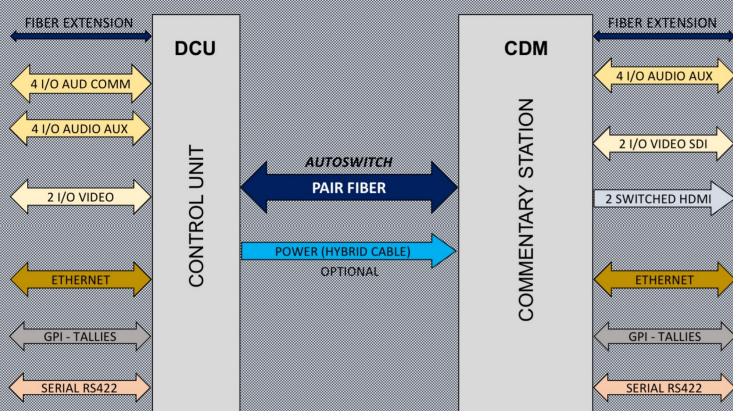 FIBER EXTENSION
4 I/O AUD COMM
4 I/O AUDIO AUX
2 I/O VIDEO
ETHERNET
GPI - TALLIES
SERIAL RS422
DCU
CONTROL UNIT
AUTOSWITCH
PAIR FIBER
POWER (HYBRID CABLE)
OPTIONAL
CDM
COMMENTARY STATION
FIBER EXTENSION
4 I/O AUDIO AUX
2 I/O VIDEO SDI
2 SWITCHED HDMI
ETHERNET
GPI - TALLIES
SERIAL RS422